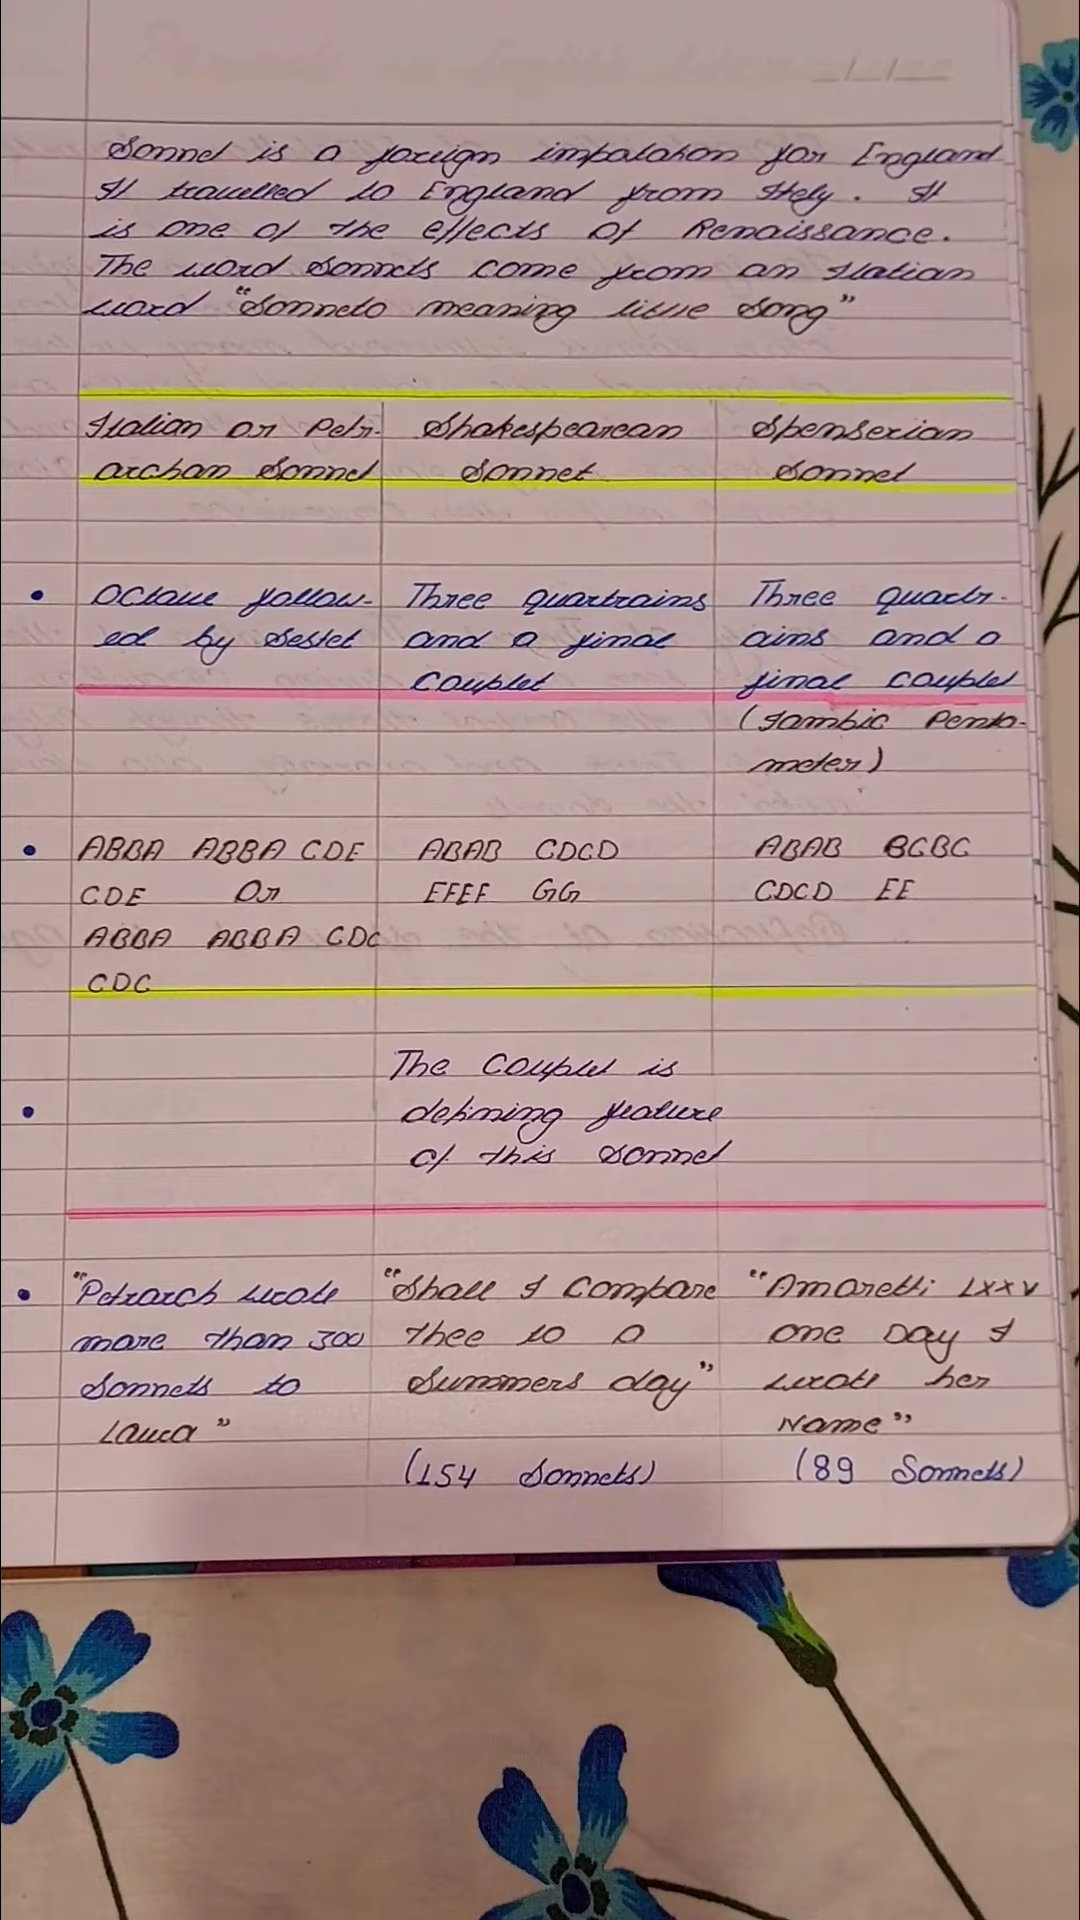 Sonnet is a foreign impotation for England
It travelled to England from Itely. It
is one of the effects of Renaissance.
The word sonnets come from an Italian
word "Sonneto meaning little song"
Italian or Petr-
archan Sonnet
Shakespearean
Sonnet
Spenserian
Sonnet
Octave follow-
ed by Sestet
Three quartrains
and a final
Couplet
Three quartr-
ains and a
final couplet
(Iambic Penta-
meter)
ABBA ABBA CDE
CDE Or
ABBA ABBA CDC
CDC
ABAB CDCD
EFEF GG
ABAB BCBC
CDCD EE
The Couplet is
defining feature
of this sonnet
"Petrarch wrote
more than 300
Sonnets to
Laura"
"Shall I Compare
thee to a
Summers day"
(154 Sonnets)
"Amoretti LXXV
one Day I
wrote her
Name"
(89 Sonnets)